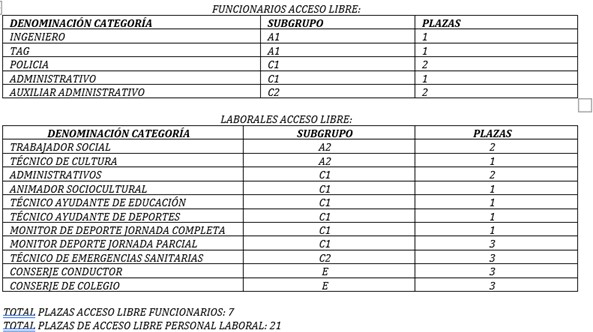 FUNCIONARIOS ACCESO LIBRE:
DENOMINACIÓN CATEGORÍA SUBGRUPO PLAZAS
INGENIERO A1 1
TAG A1 1
POLICIA C1 2
ADMINISTRATIVO C1 1
AUXILIAR ADMINISTRATIVO C2 2
LABORALES ACCESO LIBRE:
DENOMINACIÓN CATEGORÍA SUBGRUPO PLAZAS
TRABAJADOR SOCIAL A2 2
TÉCNICO DE CULTURA A2 1
ADMINISTRATIVOS C1 2
ANIMADOR SOCIOCULTURAL C1 1
TÉCNICO AYUDANTE DE EDUCACIÓN C1 1
TÉCNICO AYUDANTE DE DEPORTES C1 1
MONITOR DE DEPORTE JORNADA COMPLETA C1 1
MONITOR DEPORTE JORNADA PARCIAL C1 3
TÉCNICO DE EMERGENCIAS SANITARIAS C2 3
CONSERJE CONDUCTOR E 3
CONSERJE DE COLEGIO E 3
TOTAL PLAZAS ACCESO LIBRE FUNCIONARIOS: 7
TOTAL PLAZAS DE ACCESO LIBRE PERSONAL LABORAL: 21